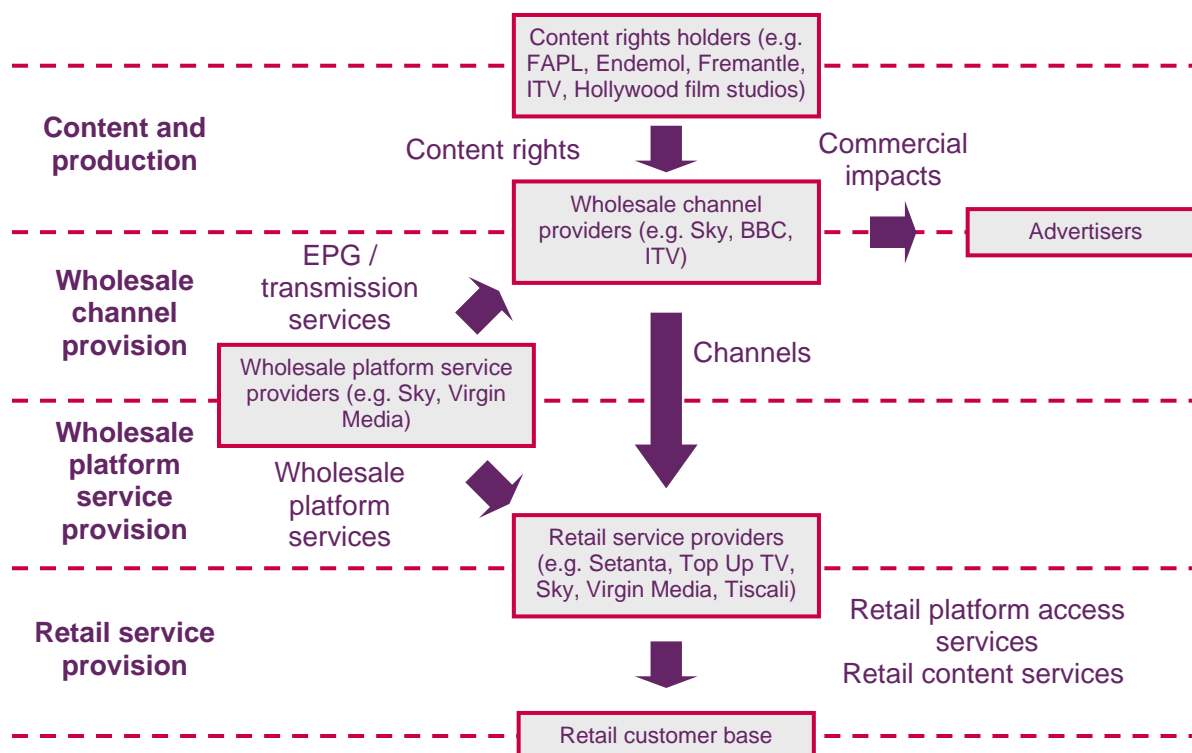 Content rights holders (e.g.
FAPL, Endemol, Fremantle,
ITV, Hollywood film studios)
Content and
production
Content rights
Commercial
impacts
Wholesale channel
providers (e.g. Sky, BBC,
ITV)
Advertisers
EPG /
transmission
services
Wholesale
channel
provision
Channels
Wholesale platform service
providers (e.g. Sky, Virgin
Media)
Wholesale
platform
service
provision
Wholesale
platform
services
Retail service providers
(e.g. Setanta, Top Up TV,
Sky, Virgin Media, Tiscali)
Retail service
provision
Retail platform access
services
Retail content services
Retail customer base